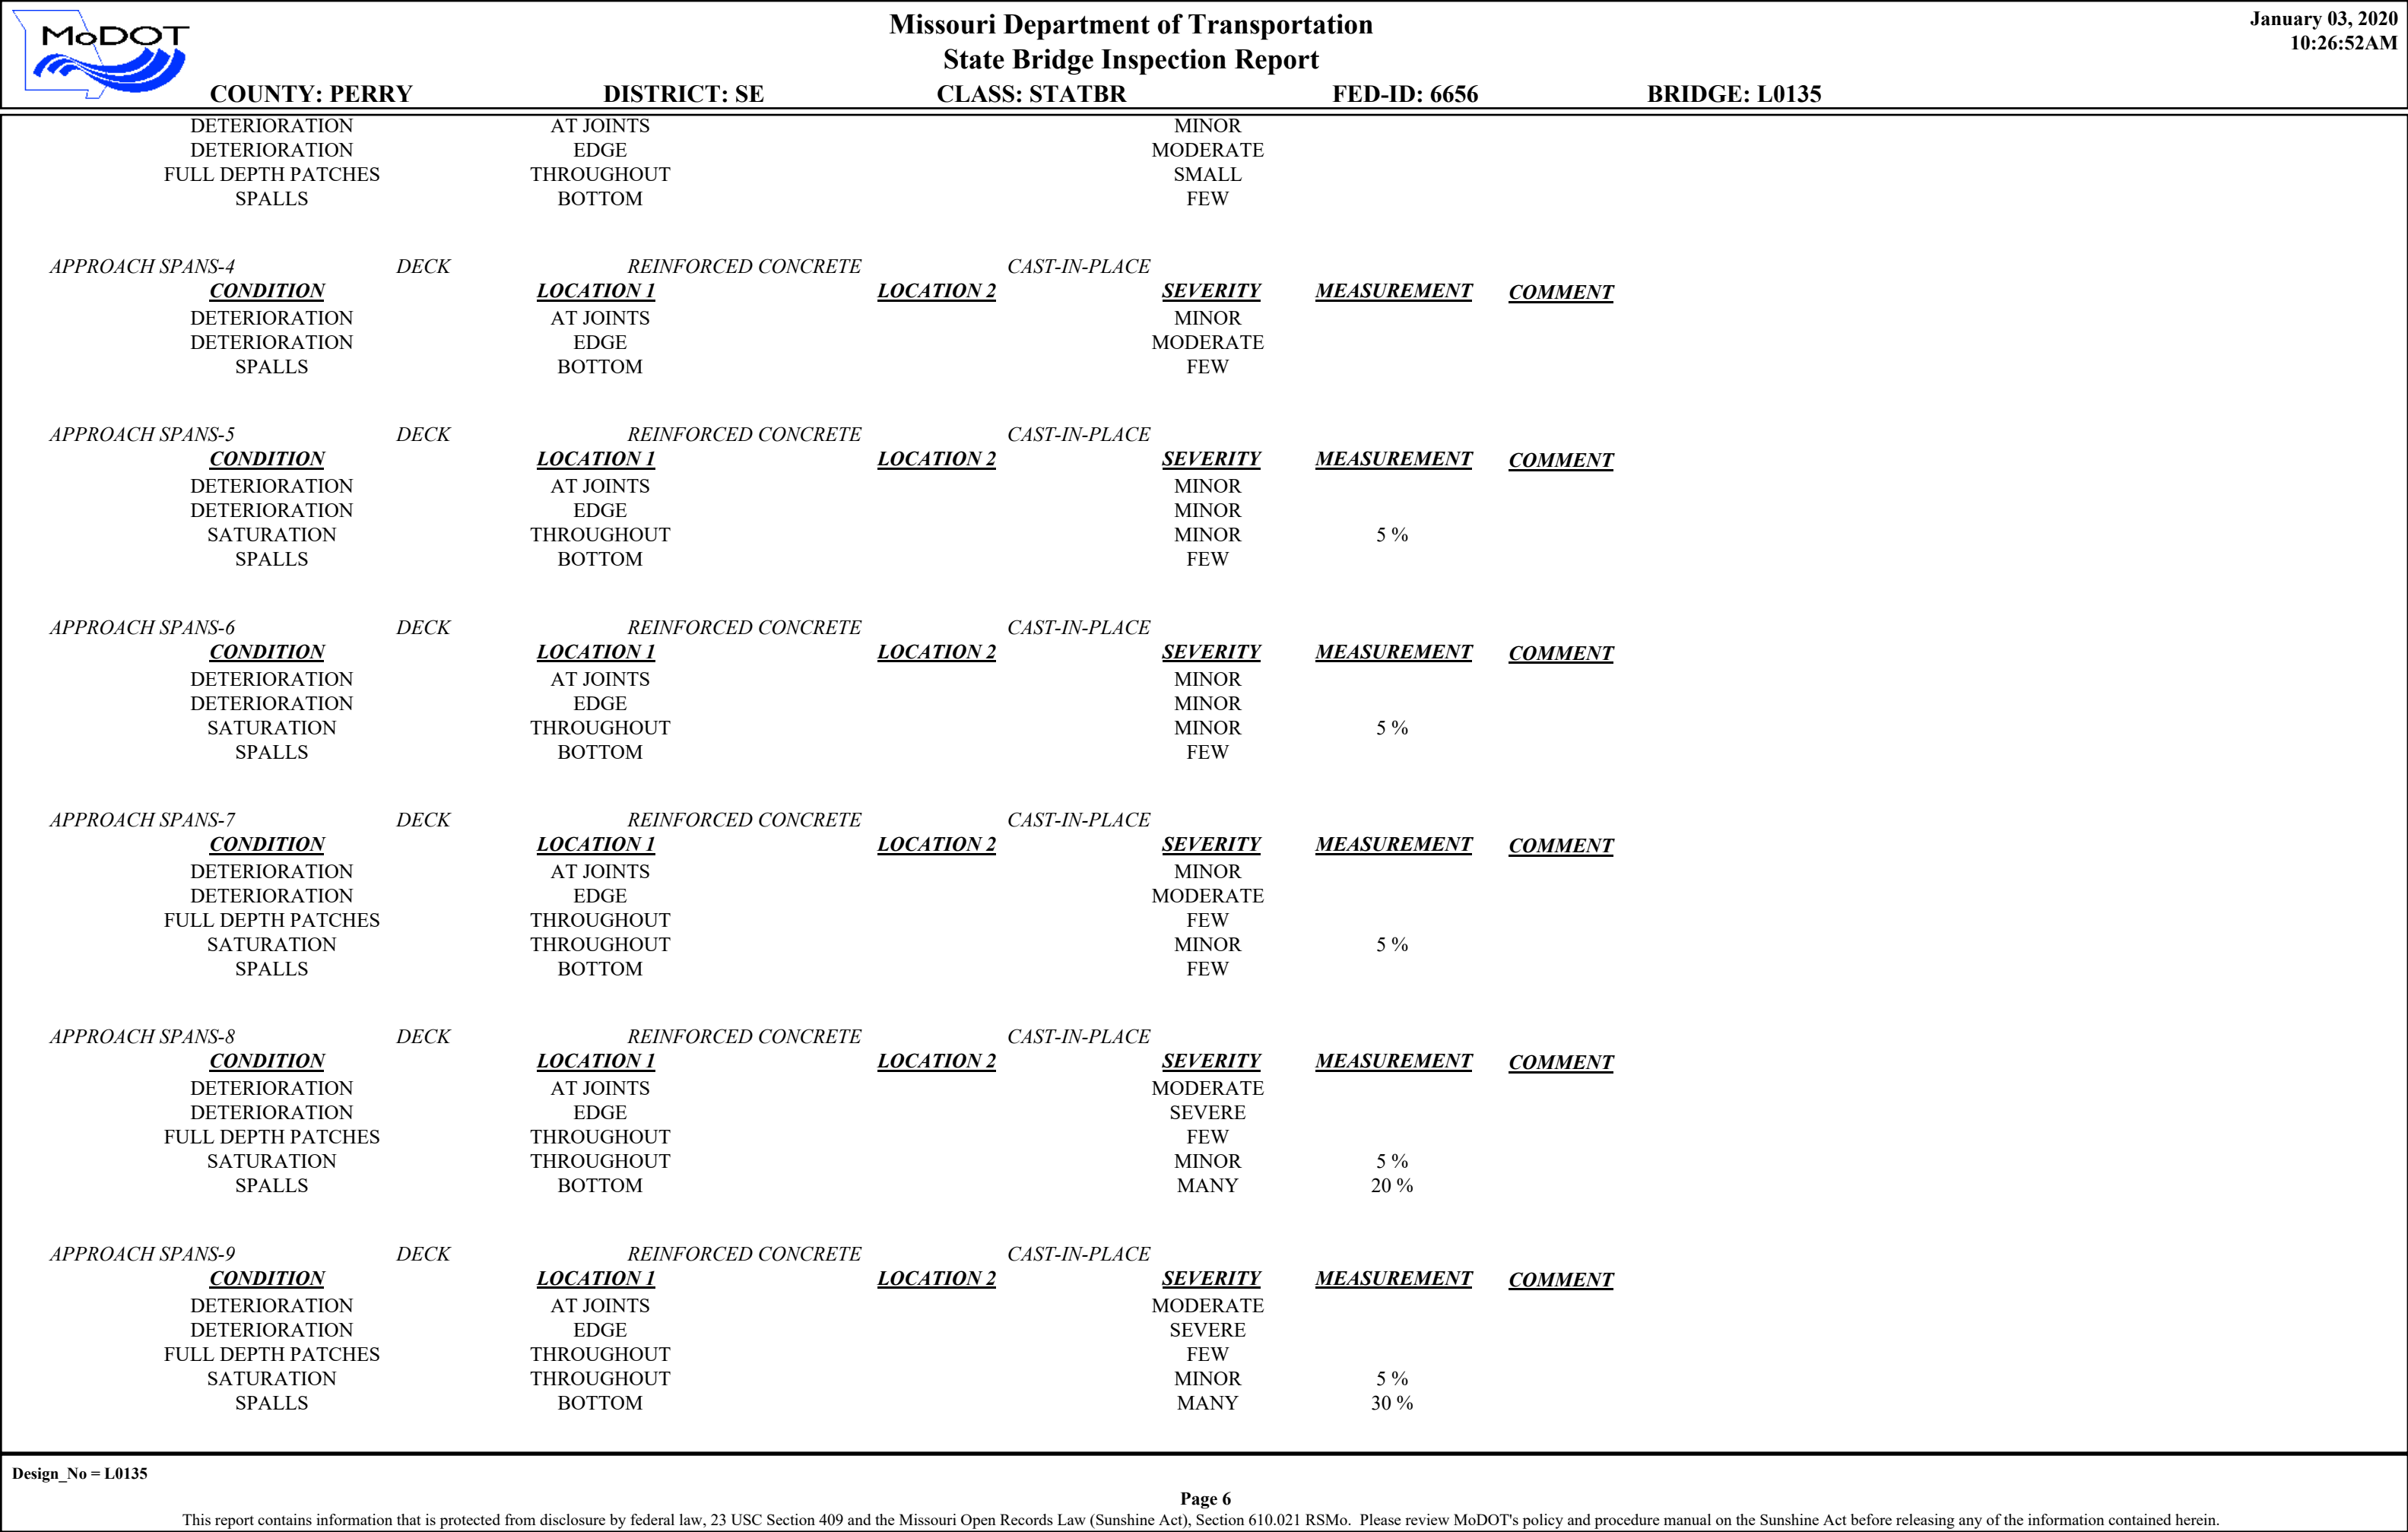 MoDOT
Missouri Department of Transportation
State Bridge Inspection Report
January 03, 2020
10:26:52AM
COUNTY: PERRY DISTRICT: SE CLASS: STATBR FED-ID: 6656 BRIDGE: L0135
DETERIORATION AT JOINTS MINOR
DETERIORATION EDGE MODERATE
FULL DEPTH PATCHES THROUGHOUT SMALL
SPALLS BOTTOM FEW
APPROACH SPANS-4 DECK REINFORCED CONCRETE CAST-IN-PLACE
CONDITION LOCATION 1 LOCATION 2 SEVERITY MEASUREMENT COMMENT
DETERIORATION AT JOINTS MINOR
DETERIORATION EDGE MODERATE
SPALLS BOTTOM FEW
APPROACH SPANS-5 DECK REINFORCED CONCRETE CAST-IN-PLACE
CONDITION LOCATION 1 LOCATION 2 SEVERITY MEASUREMENT COMMENT
DETERIORATION AT JOINTS MINOR
DETERIORATION EDGE MINOR
SATURATION THROUGHOUT MINOR 5 %
SPALLS BOTTOM FEW
APPROACH SPANS-6 DECK REINFORCED CONCRETE CAST-IN-PLACE
CONDITION LOCATION 1 LOCATION 2 SEVERITY MEASUREMENT COMMENT
DETERIORATION AT JOINTS MINOR
DETERIORATION EDGE MINOR
SATURATION THROUGHOUT MINOR 5 %
SPALLS BOTTOM FEW
APPROACH SPANS-7 DECK REINFORCED CONCRETE CAST-IN-PLACE
CONDITION LOCATION 1 LOCATION 2 SEVERITY MEASUREMENT COMMENT
DETERIORATION AT JOINTS MINOR
DETERIORATION EDGE MODERATE
FULL DEPTH PATCHES THROUGHOUT FEW
SATURATION THROUGHOUT MINOR 5 %
SPALLS BOTTOM FEW
APPROACH SPANS-8 DECK REINFORCED CONCRETE CAST-IN-PLACE
CONDITION LOCATION 1 LOCATION 2 SEVERITY MEASUREMENT COMMENT
DETERIORATION AT JOINTS MODERATE
DETERIORATION EDGE SEVERE
FULL DEPTH PATCHES THROUGHOUT FEW
SATURATION THROUGHOUT MINOR 5 %
SPALLS BOTTOM MANY 20 %
APPROACH SPANS-9 DECK REINFORCED CONCRETE CAST-IN-PLACE
CONDITION LOCATION 1 LOCATION 2 SEVERITY MEASUREMENT COMMENT
DETERIORATION AT JOINTS MODERATE
DETERIORATION EDGE SEVERE
FULL DEPTH PATCHES THROUGHOUT FEW
SATURATION THROUGHOUT MINOR 5 %
SPALLS BOTTOM MANY 30 %
Design_No = L0135
Page 6
This report contains information that is protected from disclosure by federal law, 23 USC Section 409 and the Missouri Open Records Law (Sunshine Act), Section 610.021 RSMo. Please review MoDOT's policy and procedure manual on the Sunshine Act before releasing any of the information contained herein.